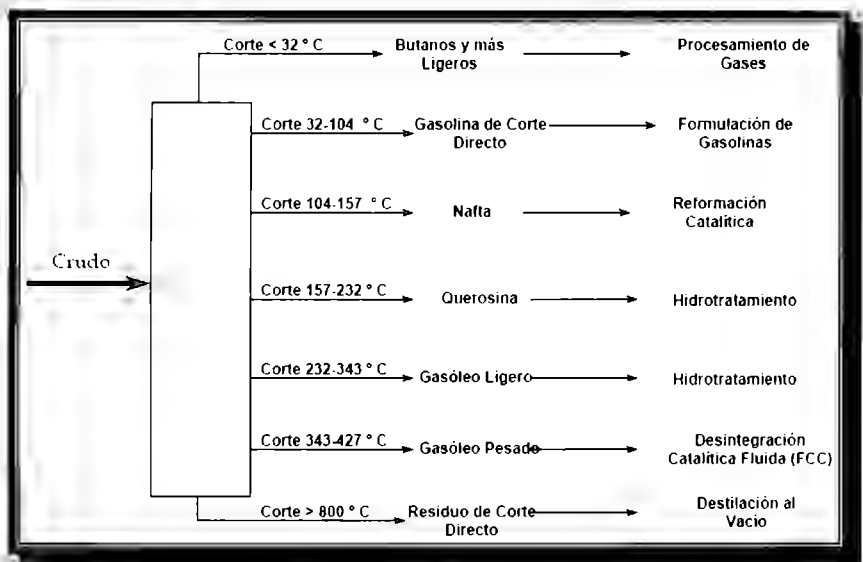 Corte < 32 ° C
Butanos y más
Ligeros
Procesamiento de
Gases
Corte 32-104 ° C
Gasolina de Corte
Directo
Formulación de
Gasolinas
Corte 104-157 ° C
Nafta
Reformación
Catalítica
Crudo
Corte 157-232 ° C
Querosina
Hidrotratamiento
Corte 232-343 ° C
Gasóleo Ligero
Hidrotratamiento
Corte 343-427 ° C
Gasóleo Pesado
Desintegración
Catalítica Fluida (FCC)
Corte > 800 ° C
Residuo de Corte
Directo
Destilación al
Vacio